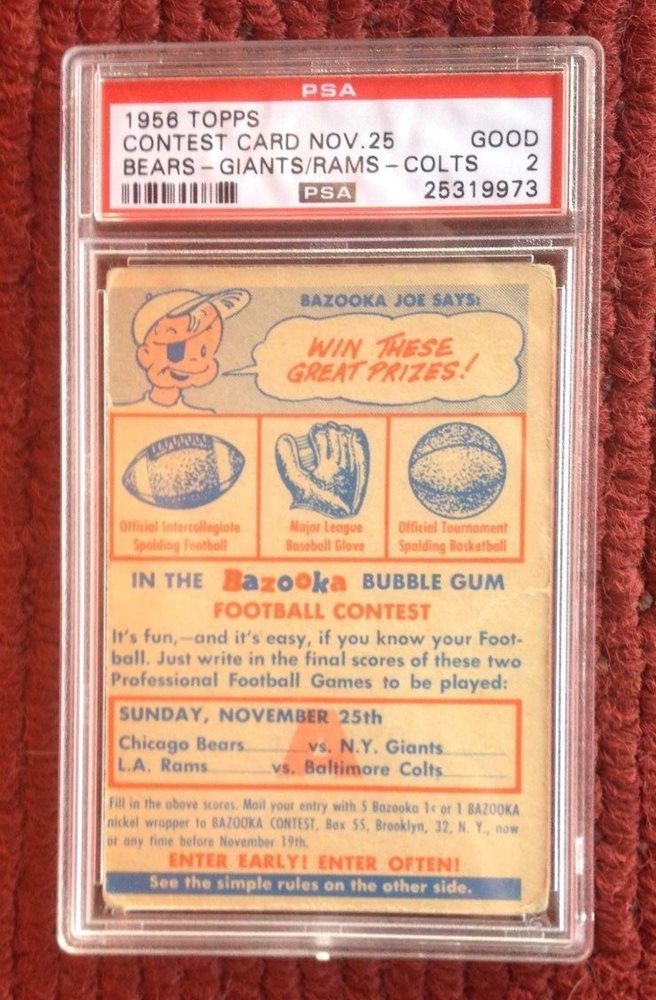 PSA
1956 TOPPS
CONTEST CARD NOV.25 GOOD
BEARS-GIANTS/RAMS-COLTS 2
PSA 25319973
BAZOOKA JOE SAYS:
WIN THESE
GREAT PRIZES!
Official Intercollegiate
Spalding Football
Major League
Baseball Glove
Official Tournament
Spalding Basketball
IN THE Bazooka BUBBLE GUM
FOOTBALL CONTEST
It's fun,—and it's easy, if you know your Foot-
ball. Just write in the final scores of these two
Professional Football Games to be played:
A
SUNDAY, NOVEMBER 25th
Chicago Bears______vs. N.Y. Giants______
L.A. Rams______vs. Baltimore Colts______
Fill in the above scores. Mail your entry with 5 Bazooka 1¢ or 1 BAZOOKA
nickel wrapper to BAZOOKA CONTEST, Box 55, Brooklyn, 32, N. Y., now
or any time before November 19th.
ENTER EARLY! ENTER OFTEN!
See the simple rules on the other side.